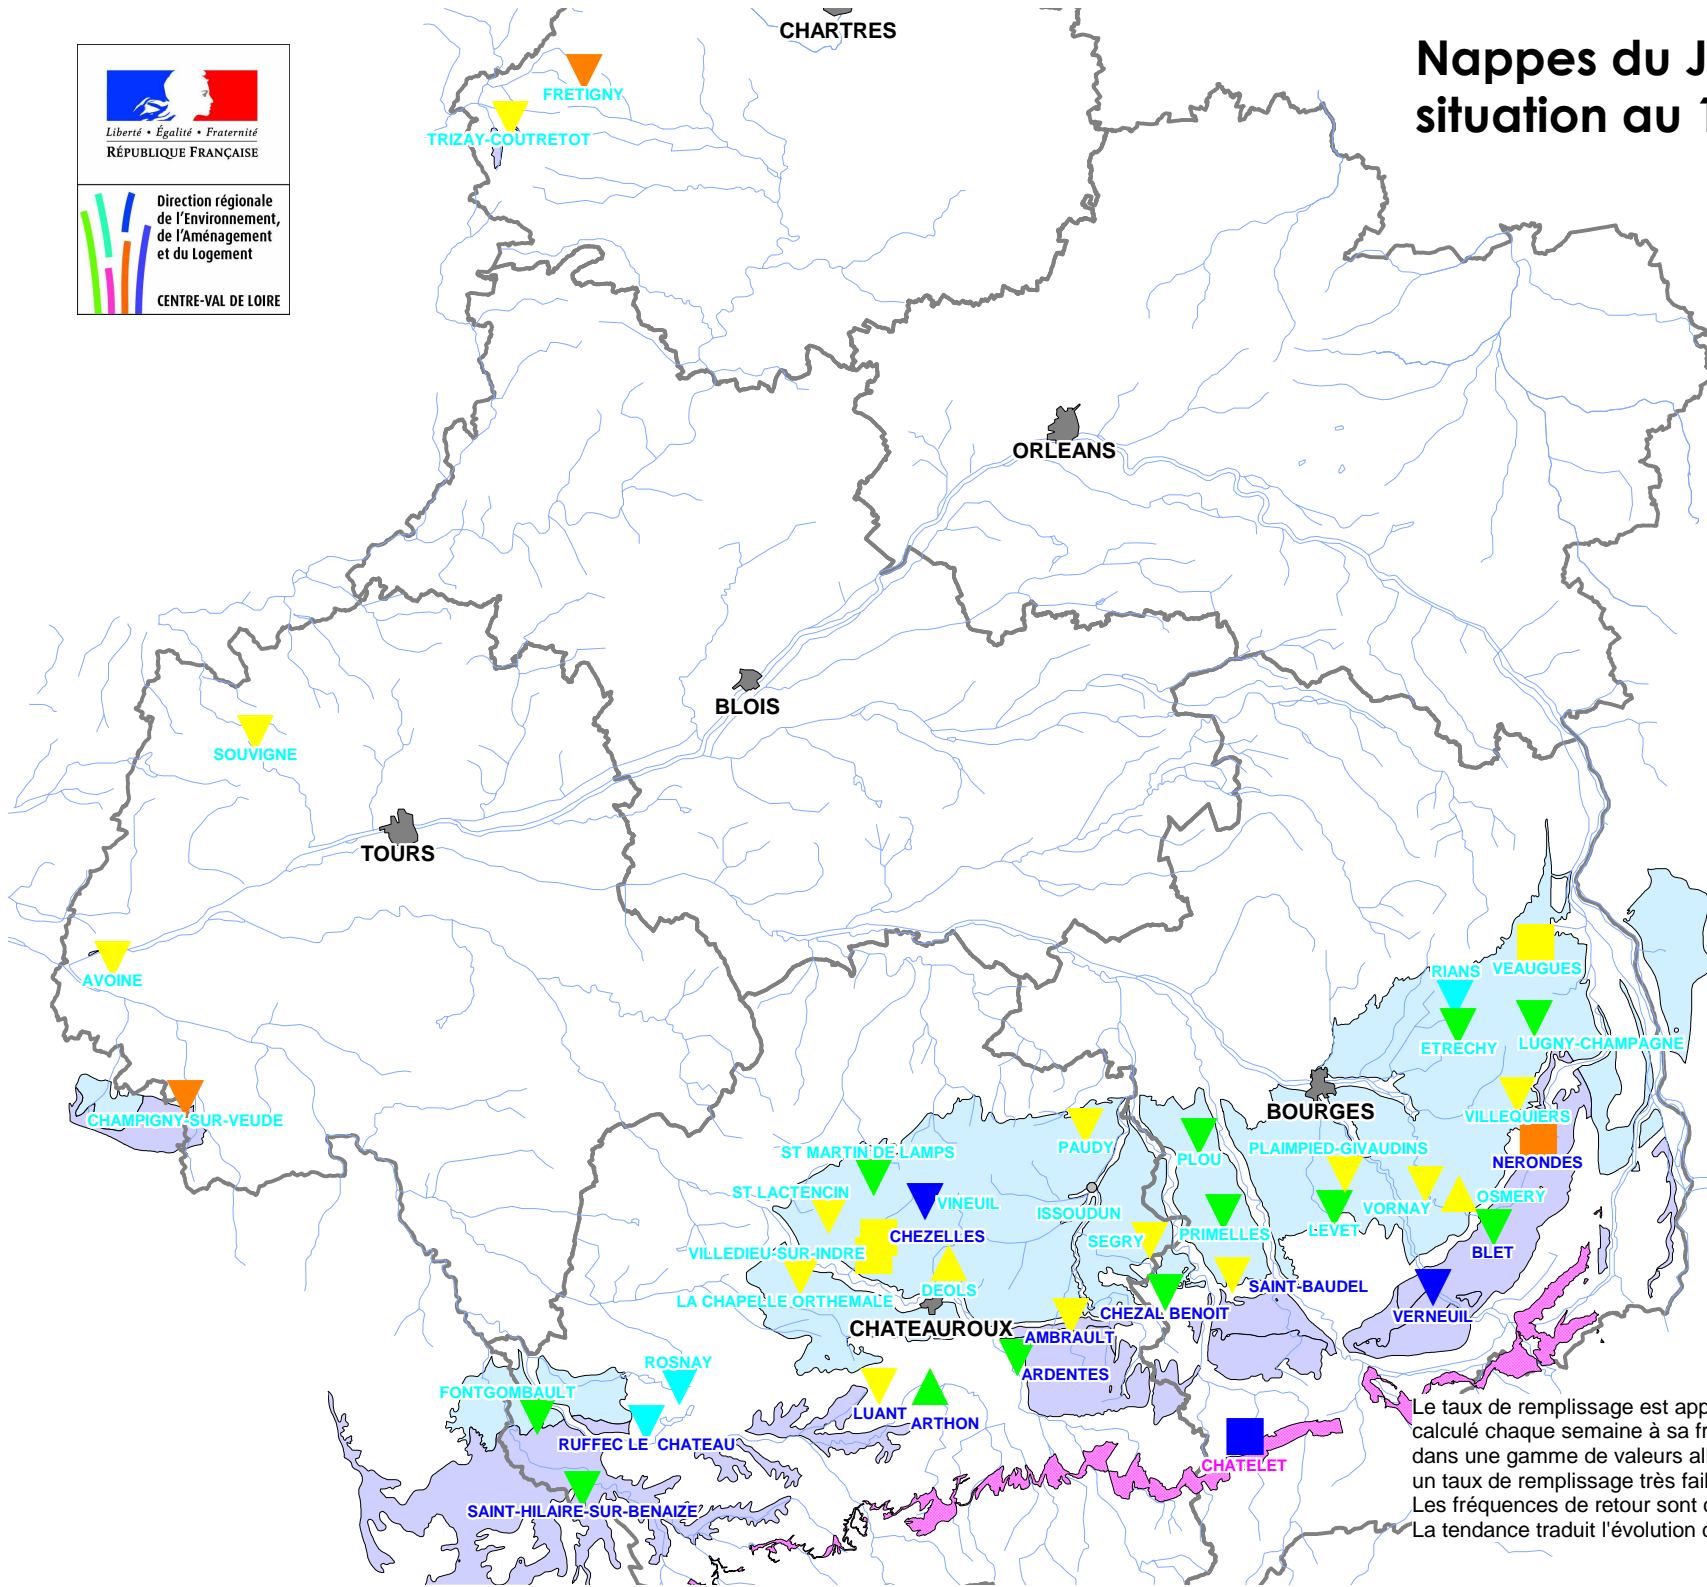 Liberté • Égalité • Fraternité
RÉPUBLIQUE FRANÇAISE
Direction régionale
de l'Environnement,
de l'Aménagement
et du Logement
CENTRE-VAL DE LOIRE
CHARTRES
Nappes du J
situation au 1
FRETIGNY
TRIZAY-COUTRETOT
ORLEANS
BLOIS
SOUVIGNE
TOURS
AVOINE
RIANS
VEAUGUES
ETRECHY
LUGNY-CHAMPAGNE
CHAMPIGNY-SUR-VEUDE
BOURGES
VILLEQUIERS
ST MARTIN DE LAMPS
PAUDY
PLOU
PLAIMPIED-GIVAUDINS
NERONDES
ST LACTENCIN
VINEUIL
ISSOUDUN
VORNAY
OSMERY
CHEZELLES
SEGRY
PRIMELLES
LEVET
BLET
VILLEDIEU-SUR-INDRE
DEOLS
SAINT-BAUDEL
LA CHAPELLE ORTHEMALE
CHEZAL BENOIT
VERNEUIL
CHATEAUROUX
AMBRAULT
ROSNAY
ARDENTES
FONTGOMBAULT
LUANT
ARTHON
RUFFEC LE CHATEAU
CHATELET
SAINT-HILAIRE-SUR-BENAIZE
Le taux de remplissage est app
calculé chaque semaine à sa fr
dans une gamme de valeurs al
un taux de remplissage très fail
Les fréquences de retour sont
La tendance traduit l'évolution